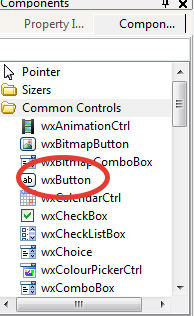 Components
Property I...
Compon...
Pointer
Sizers
Common Controls
wxAnimationCtrl
wxBitmapButton
wxBitmapComboBox
ab wxButton
wxCalendarCtrl
wxCheckBox
wxCheckListBox
wxChoice
wxColourPickerCtrl
wxComboBox